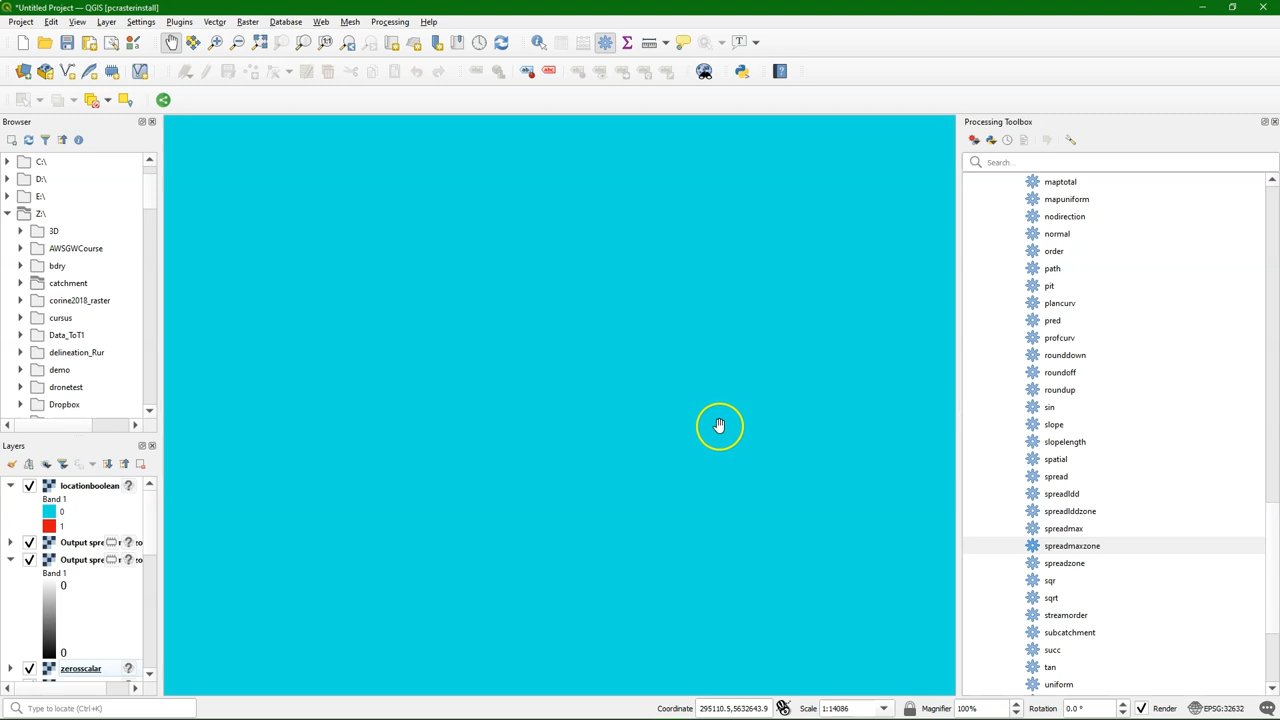 *Untitled Project — QGIS [pcrasterinstall]
Project Edit View Layer Settings Plugins Vector Raster Database Web Mesh Processing Help
Browser
C:\
D:\
E:\
Z:\
3D
AWSGWCourse
bdry
catchment
corine2018_raster
cursus
Data_ToT1
delineation_Rur
demo
dronetest
Dropbox
Layers
locationboolean
Band 1
0
1
Output spre
Output spre
Band 1
0
0
zerosscalar
Processing Toolbox
Search...
maptotal
mapuniform
nodirection
normal
order
path
pit
plancurv
pred
profcurv
rounddown
roundoff
roundup
sin
slope
slopelength
spatial
spread
spreadldd
spreadlddzone
spreadmax
spreadmaxzone
spreadzone
sqr
sqrt
streamorder
subcatchment
succ
tan
uniform
Type to locate (Ctrl+K)
Coordinate 295110.5,5632643.9 Scale 1:14086 Magnifier 100% Rotation 0.0 ° Render EPSG:32632